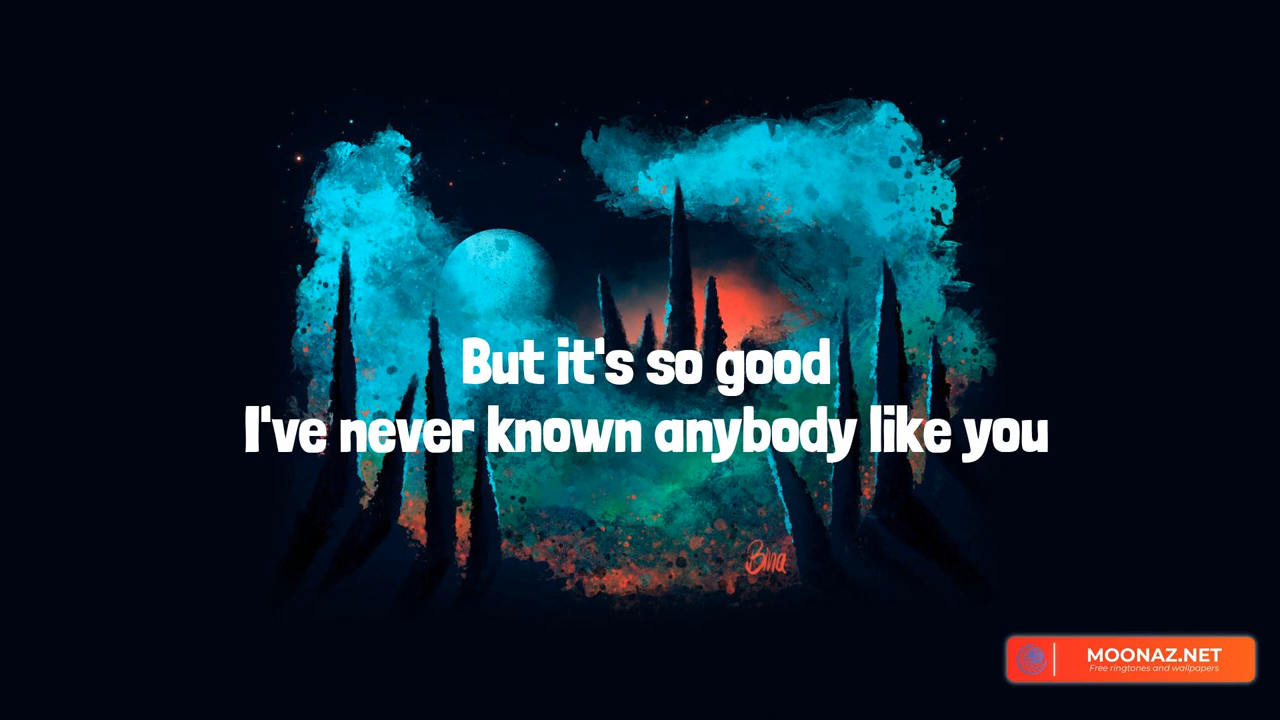 But it's so good
I've never known anybody like you
Bina
MOONAZ.NET
Free ringtones and wallpapers